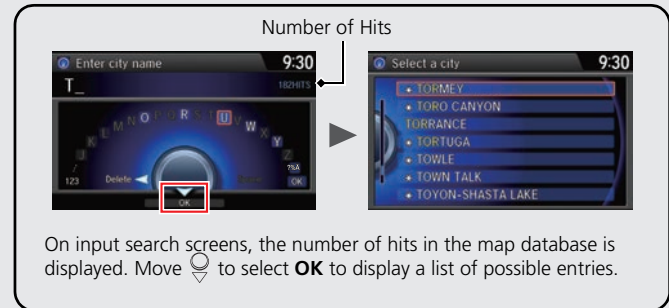 Number of Hits
Enter city name
9:30
T_
182HITS
J K L M N O P Q R S T U V W X Y Z
123
Delete
?&A
OK
OK
Select a city
9:30
TORMEY
TORO CANYON
TORRANCE
TORTUGA
TOWLE
TOWN TALK
TOYON-SHASTA LAKE
On input search screens, the number of hits in the map database is
displayed. Move to select OK to display a list of possible entries.